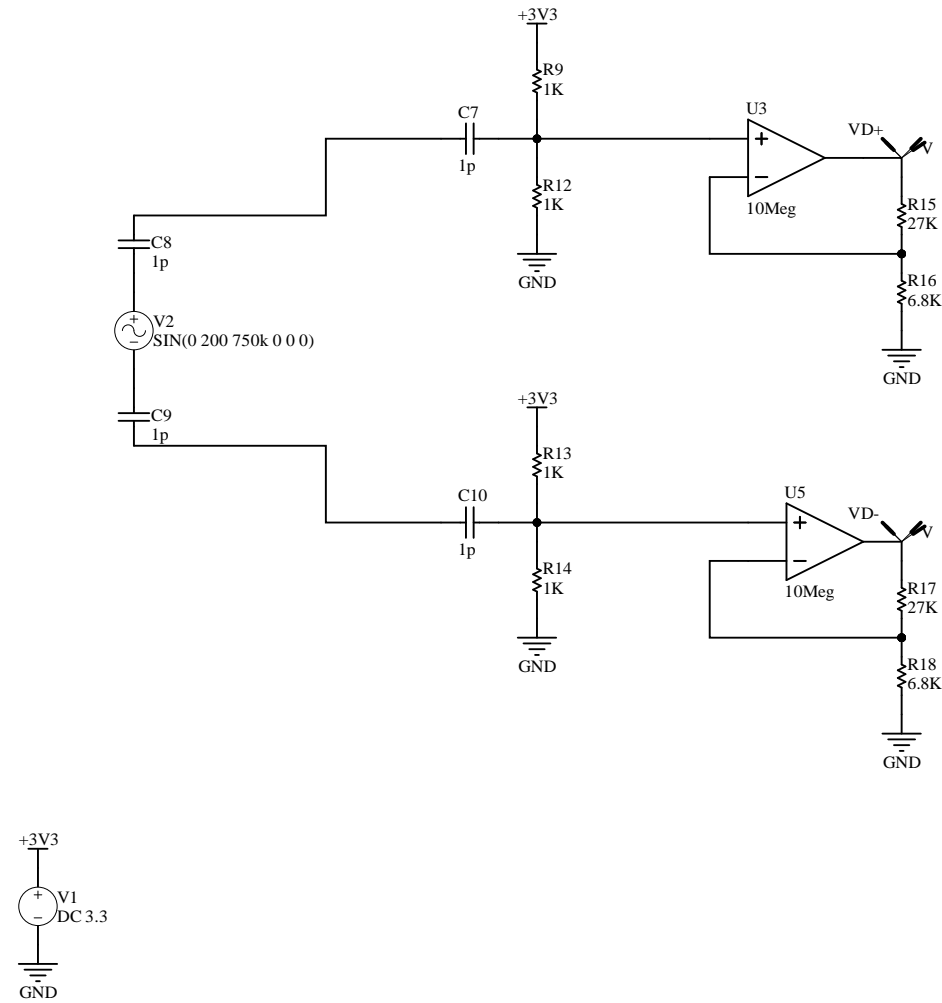 +3V3
R9
1K
C7
1p
U3
VD+
V
+
−
10Meg
R12
1K
R15
27K
GND
C8
1p
R16
6.8K
+
−
V2
SIN(0 200 750k 0 0 0)
GND
+3V3
C9
1p
R13
1K
C10
1p
U5
VD-
V
+
−
10Meg
R14
1K
R17
27K
GND
R18
6.8K
GND
+3V3
+
−
V1
DC 3.3
GND